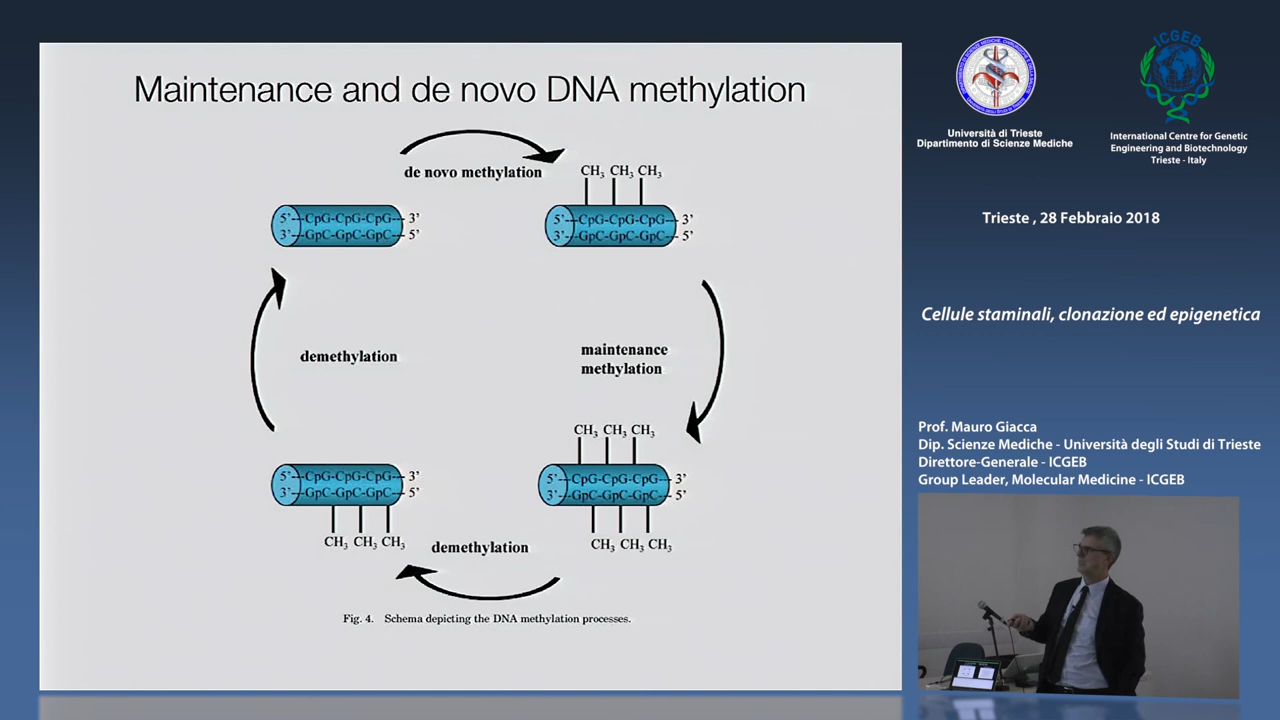 Maintenance and de novo DNA methylation
de novo methylation
CH3 CH3 CH3
5'---CpG-CpG-CpG--- 3'
3'---GpC-GpC-GpC--- 5'
5'---CpG-CpG-CpG--- 3'
3'---GpC-GpC-GpC--- 5'
demethylation
maintenance
methylation
CH3 CH3 CH3
5'---CpG-CpG-CpG--- 3'
3'---GpC-GpC-GpC--- 5'
CH3 CH3 CH3
5'---CpG-CpG-CpG--- 3'
3'---GpC-GpC-GpC--- 5'
CH3 CH3 CH3
demethylation
Fig. 4. Schema depicting the DNA methylation processes.
Università di Trieste
Dipartimento di Scienze Mediche
ICGEB
International Centre for Genetic
Engineering and Biotechnology
Trieste - Italy
Trieste , 28 Febbraio 2018
Cellule staminali, clonazione ed epigenetica
Prof. Mauro Giacca
Dip. Scienze Mediche - Università degli Studi di Trieste
Direttore-Generale - ICGEB
Group Leader, Molecular Medicine - ICGEB